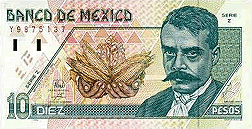 BANCO DE MEXICO
SERIE
Z
Y9875137
10
DIEZ
PESOS